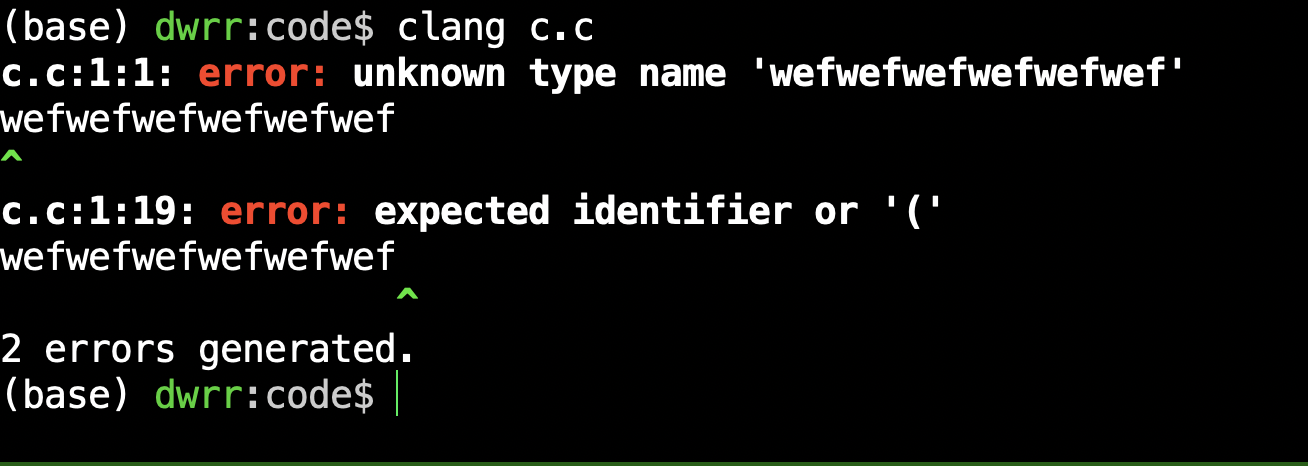 (base) dwrr:code$ clang c.c
c.c:1:1: error: unknown type name 'wefwefwefwefwefwef'
wefwefwefwefwefwef
^
c.c:1:19: error: expected identifier or '('
wefwefwefwefwefwef
                  ^
2 errors generated.
(base) dwrr:code$